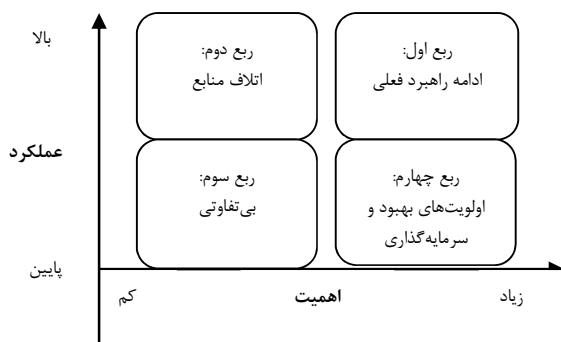 بالا
ربع اول:
ادامه راهبرد فعلی
ربع دوم:
اتلاف منابع
عملکرد
ربع چهارم:
اولویت‌های بهبود و
سرمایه‌گذاری
ربع سوم:
بی‌تفاوتی
پایین
زیاد
اهمیت
کم